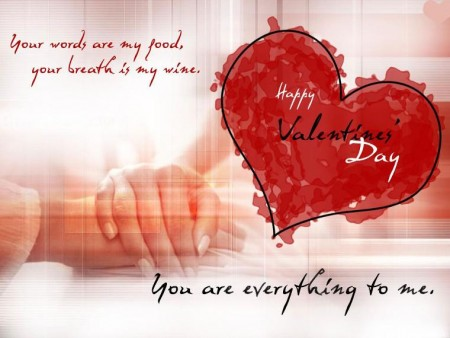 Your words are my food,
your breath is my wine.
Happy
Valentines'
Day
You are everything to me.